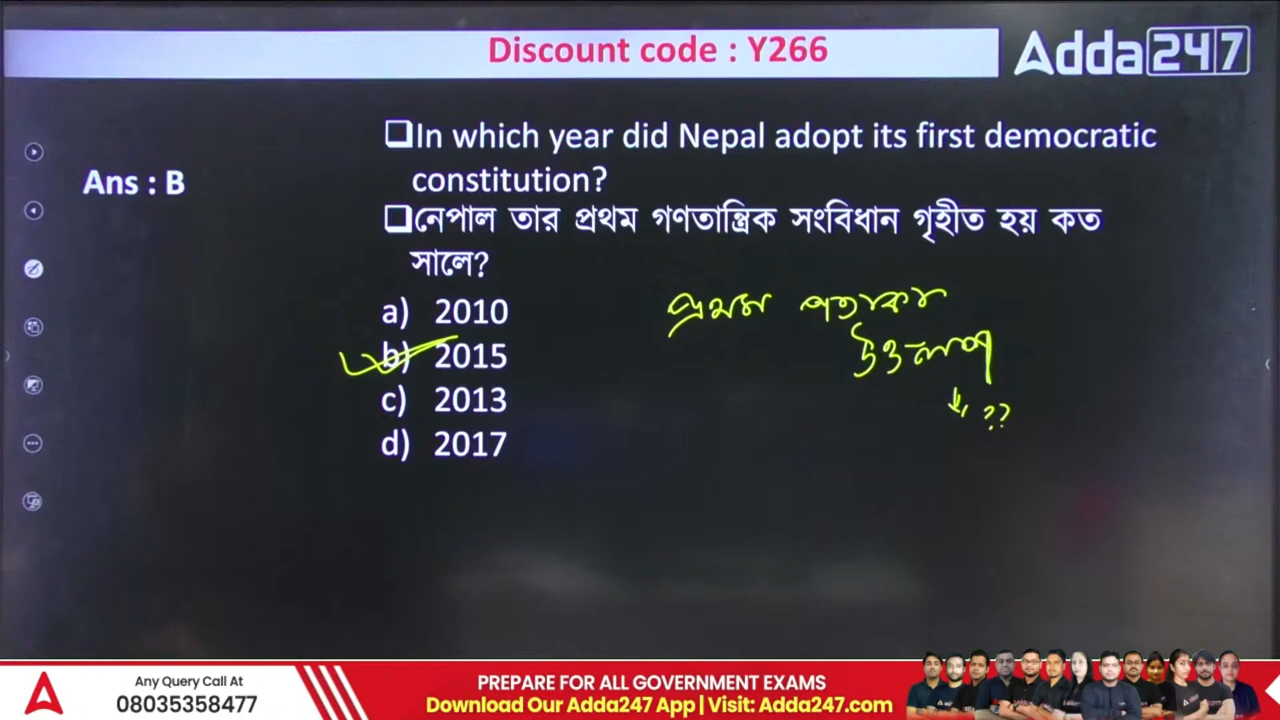 Discount code : Y266
Adda247
Ans : B
In which year did Nepal adopt its first democratic
constitution?
নেপাল তার প্রথম গণতান্ত্রিক সংবিধান গৃহীত হয় কত
সালে?
a) 2010
b) 2015
c) 2013
d) 2017
প্রথম পতাকা
??
Any Query Call At
08035358477
PREPARE FOR ALL GOVERNMENT EXAMS
Download Our Adda247 App | Visit: Adda247.com